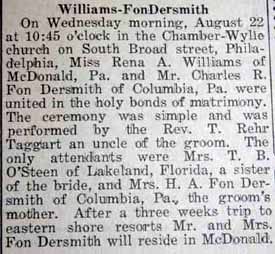 Williams-FonDersmith
On Wednesday morning, August 22
at 10:45 o'clock in the Chamber-Wylie
church on South Broad street, Phila-
delphia, Miss Rena A. Williams of
McDonald, Pa. and Mr. Charles R.
Fon Dersmith of Columbia, Pa. were
united in the holy bonds of matrimony.
The ceremony was simple and was
performed by the Rev. T. Rehr
Taggart an uncle of the groom. The
only attendants were Mrs. T. B.
O'Steen of Lakeland, Florida, a sister
of the bride, and Mrs. H. A. Fon Der-
smith of Columbia, Pa., the groom's
mother. After a three weeks trip to
eastern shore resorts Mr. and Mrs.
Fon Dersmith will reside in McDonald.